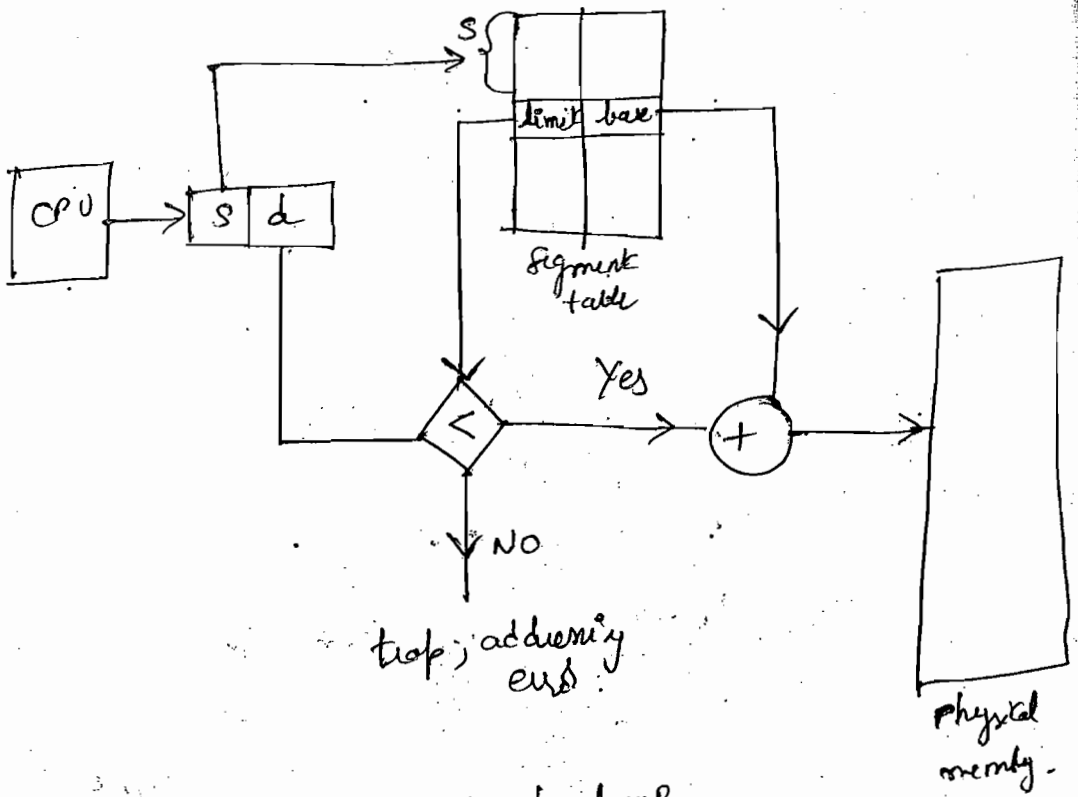 S
limit base
CPU
S d
Segment
table
Yes
<
+
NO
trap; addressing
error.
physical
memory.